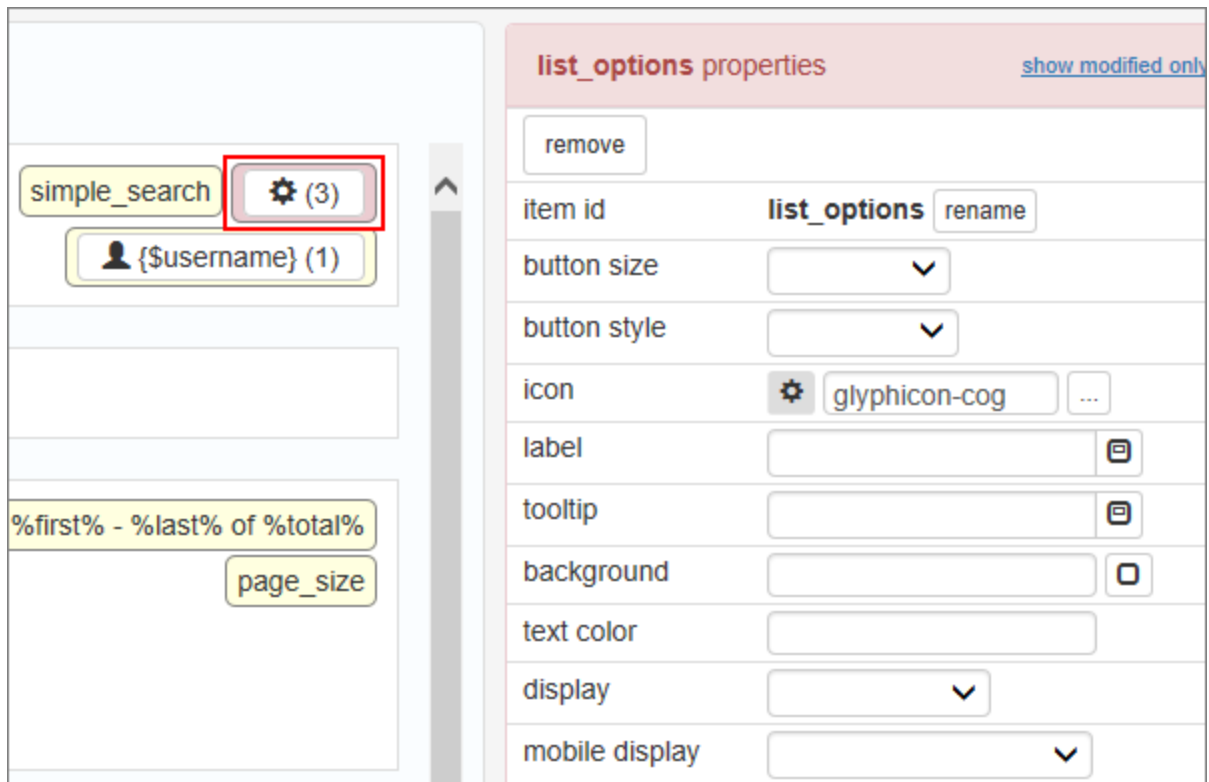 simple_search
(3)
{$username} (1)
%first% - %last% of %total%
page_size
list_options properties
show modified only
remove
item id
list_options
rename
button size
button style
icon
glyphicon-cog
...
label
tooltip
background
text color
display
mobile display